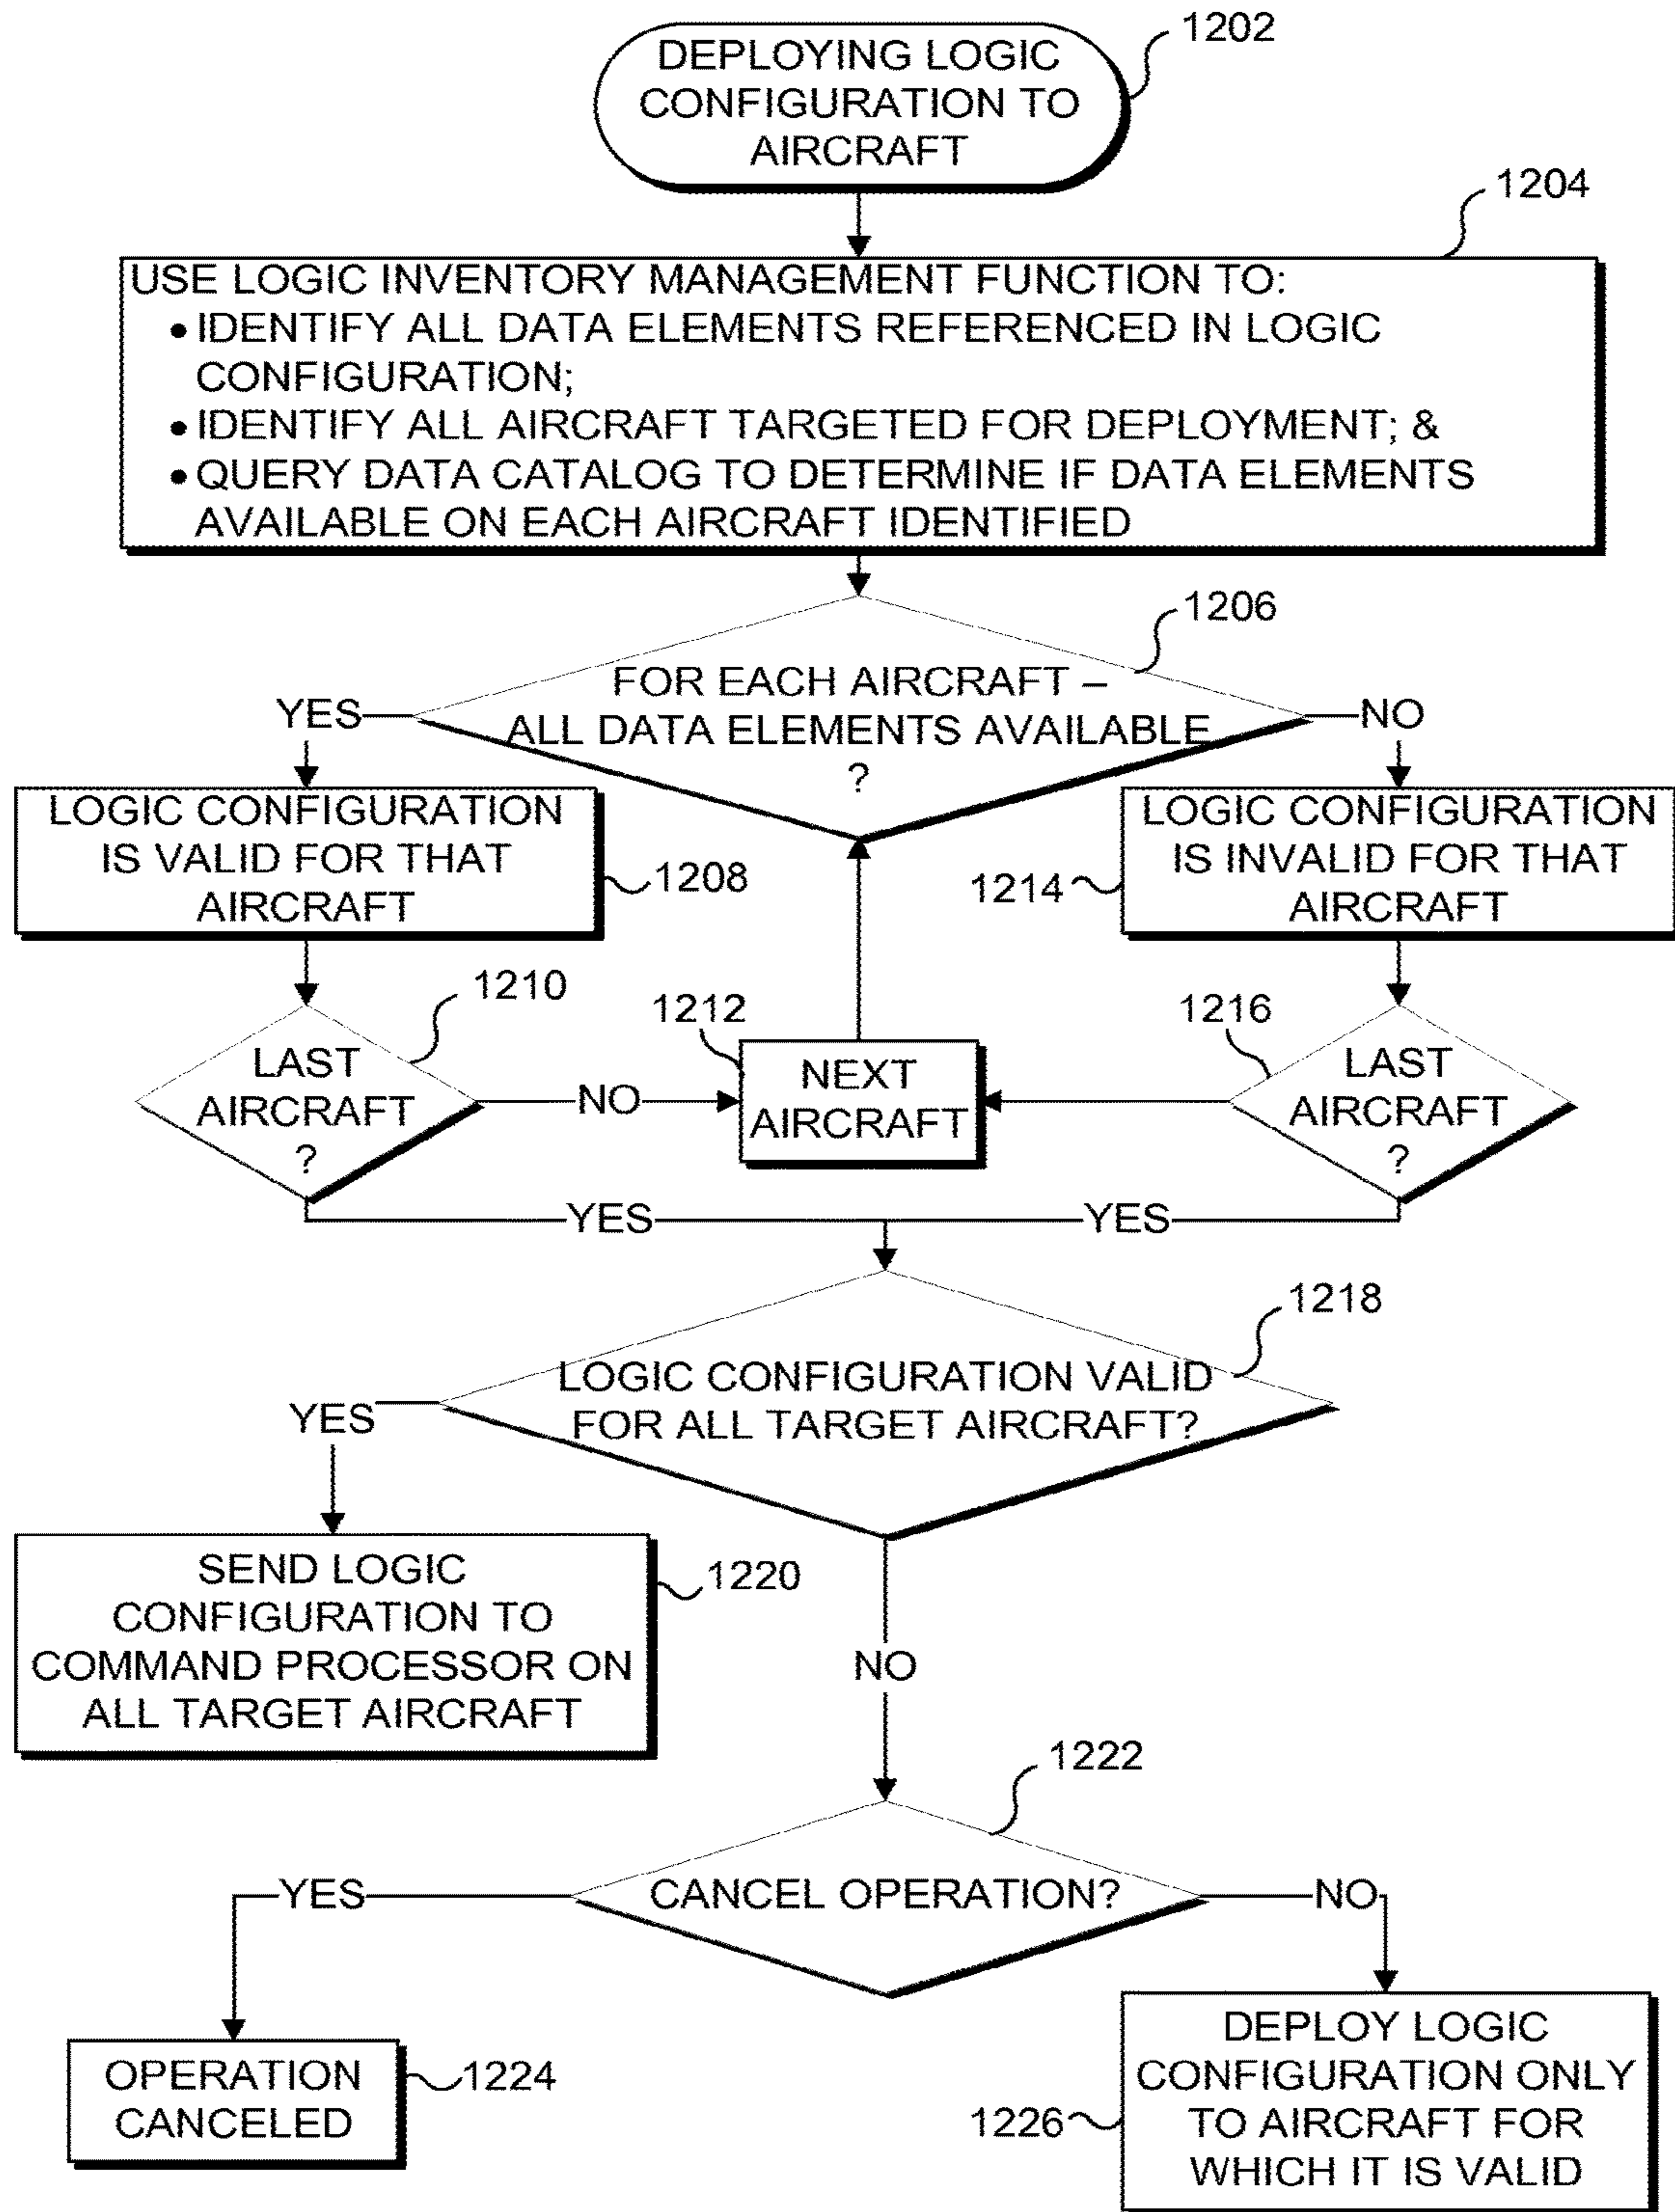 1202
DEPLOYING LOGIC
CONFIGURATION TO
AIRCRAFT
1204
USE LOGIC INVENTORY MANAGEMENT FUNCTION TO:
• IDENTIFY ALL DATA ELEMENTS REFERENCED IN LOGIC
CONFIGURATION;
• IDENTIFY ALL AIRCRAFT TARGETED FOR DEPLOYMENT; &
• QUERY DATA CATALOG TO DETERMINE IF DATA ELEMENTS
AVAILABLE ON EACH AIRCRAFT IDENTIFIED
1206
FOR EACH AIRCRAFT –
ALL DATA ELEMENTS AVAILABLE
?
YES
NO
LOGIC CONFIGURATION
IS VALID FOR THAT
AIRCRAFT
1208
LOGIC CONFIGURATION
IS INVALID FOR THAT
AIRCRAFT
1214
1210
LAST
AIRCRAFT
?
NO
1212
NEXT
AIRCRAFT
1216
LAST
AIRCRAFT
?
YES
YES
1218
LOGIC CONFIGURATION VALID
FOR ALL TARGET AIRCRAFT?
YES
SEND LOGIC
CONFIGURATION TO
COMMAND PROCESSOR ON
ALL TARGET AIRCRAFT
1220
NO
1222
CANCEL OPERATION?
YES
NO
OPERATION
CANCELED
1224
DEPLOY LOGIC
CONFIGURATION ONLY
TO AIRCRAFT FOR
WHICH IT IS VALID
1226